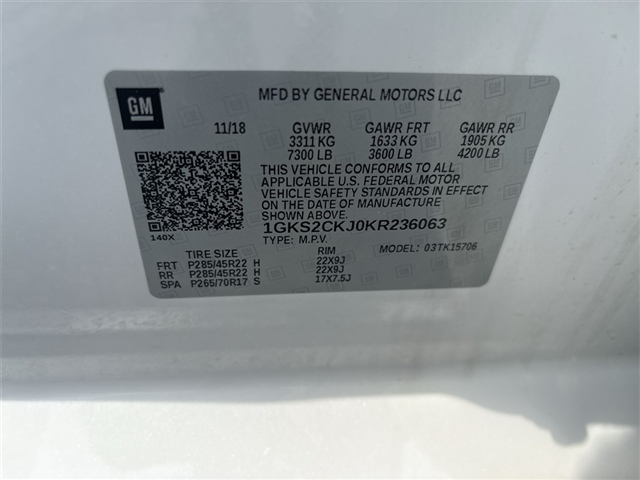 GM
MFD BY GENERAL MOTORS LLC
11/18 GVWR GAWR FRT GAWR RR
3311 KG 1633 KG 1905 KG
7300 LB 3600 LB 4200 LB
THIS VEHICLE CONFORMS TO ALL
APPLICABLE U.S. FEDERAL MOTOR
VEHICLE SAFETY STANDARDS IN EFFECT
ON THE DATE OF MANUFACTURE
SHOWN ABOVE.
1GKS2CKJ0KR236063
140X TYPE: M.P.V. MODEL: 03TK15706
TIRE SIZE RIM
FRT P285/45R22 H 22X9J
RR P285/45R22 H 22X9J
SPA P265/70R17 S 17X7.5J